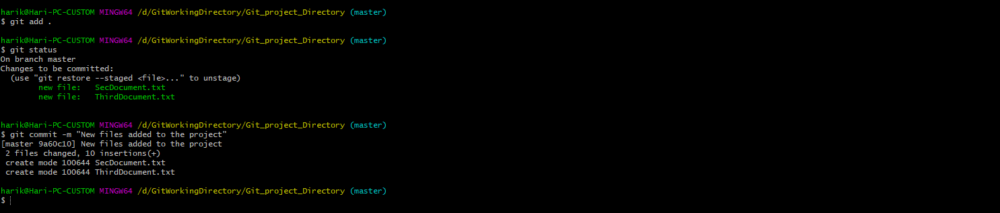 harik@Hari-PC-CUSTOM MINGW64 /d/GitWorkingDirectory/Git_project_Directory (master)
$ git add .
harik@Hari-PC-CUSTOM MINGW64 /d/GitWorkingDirectory/Git_project_Directory (master)
$ git status
On branch master
Changes to be committed:
  (use "git restore --staged <file>..." to unstage)
        new file:   SecDocument.txt
        new file:   ThirdDocument.txt
harik@Hari-PC-CUSTOM MINGW64 /d/GitWorkingDirectory/Git_project_Directory (master)
$ git commit -m "New files added to the project"
[master 9a60c10] New files added to the project
 2 files changed, 10 insertions(+)
 create mode 100644 SecDocument.txt
 create mode 100644 ThirdDocument.txt
harik@Hari-PC-CUSTOM MINGW64 /d/GitWorkingDirectory/Git_project_Directory (master)
$